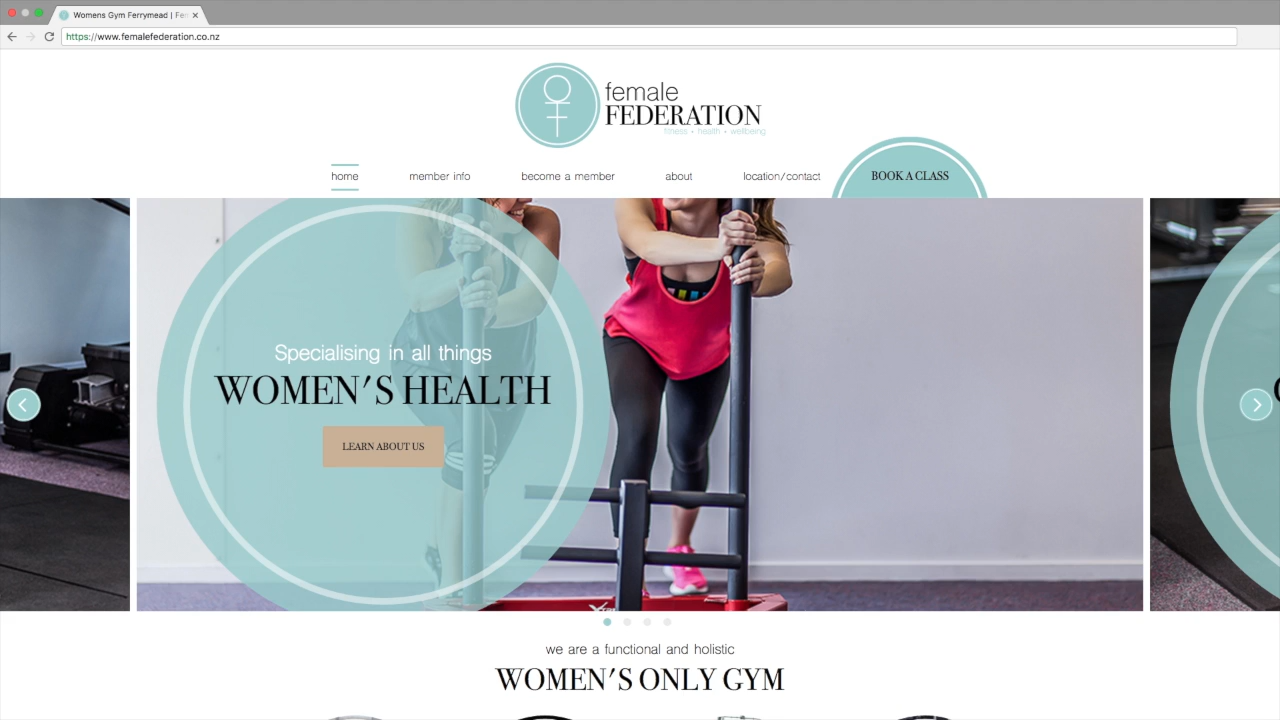 Womens Gym Ferrymead | Fe
https://www.femalefederation.co.nz
female
FEDERATION
fitness • health • wellbeing
home member info become a member about location/contact BOOK A CLASS
Specialising in all things
WOMEN'S HEALTH
LEARN ABOUT US
we are a functional and holistic
WOMEN'S ONLY GYM